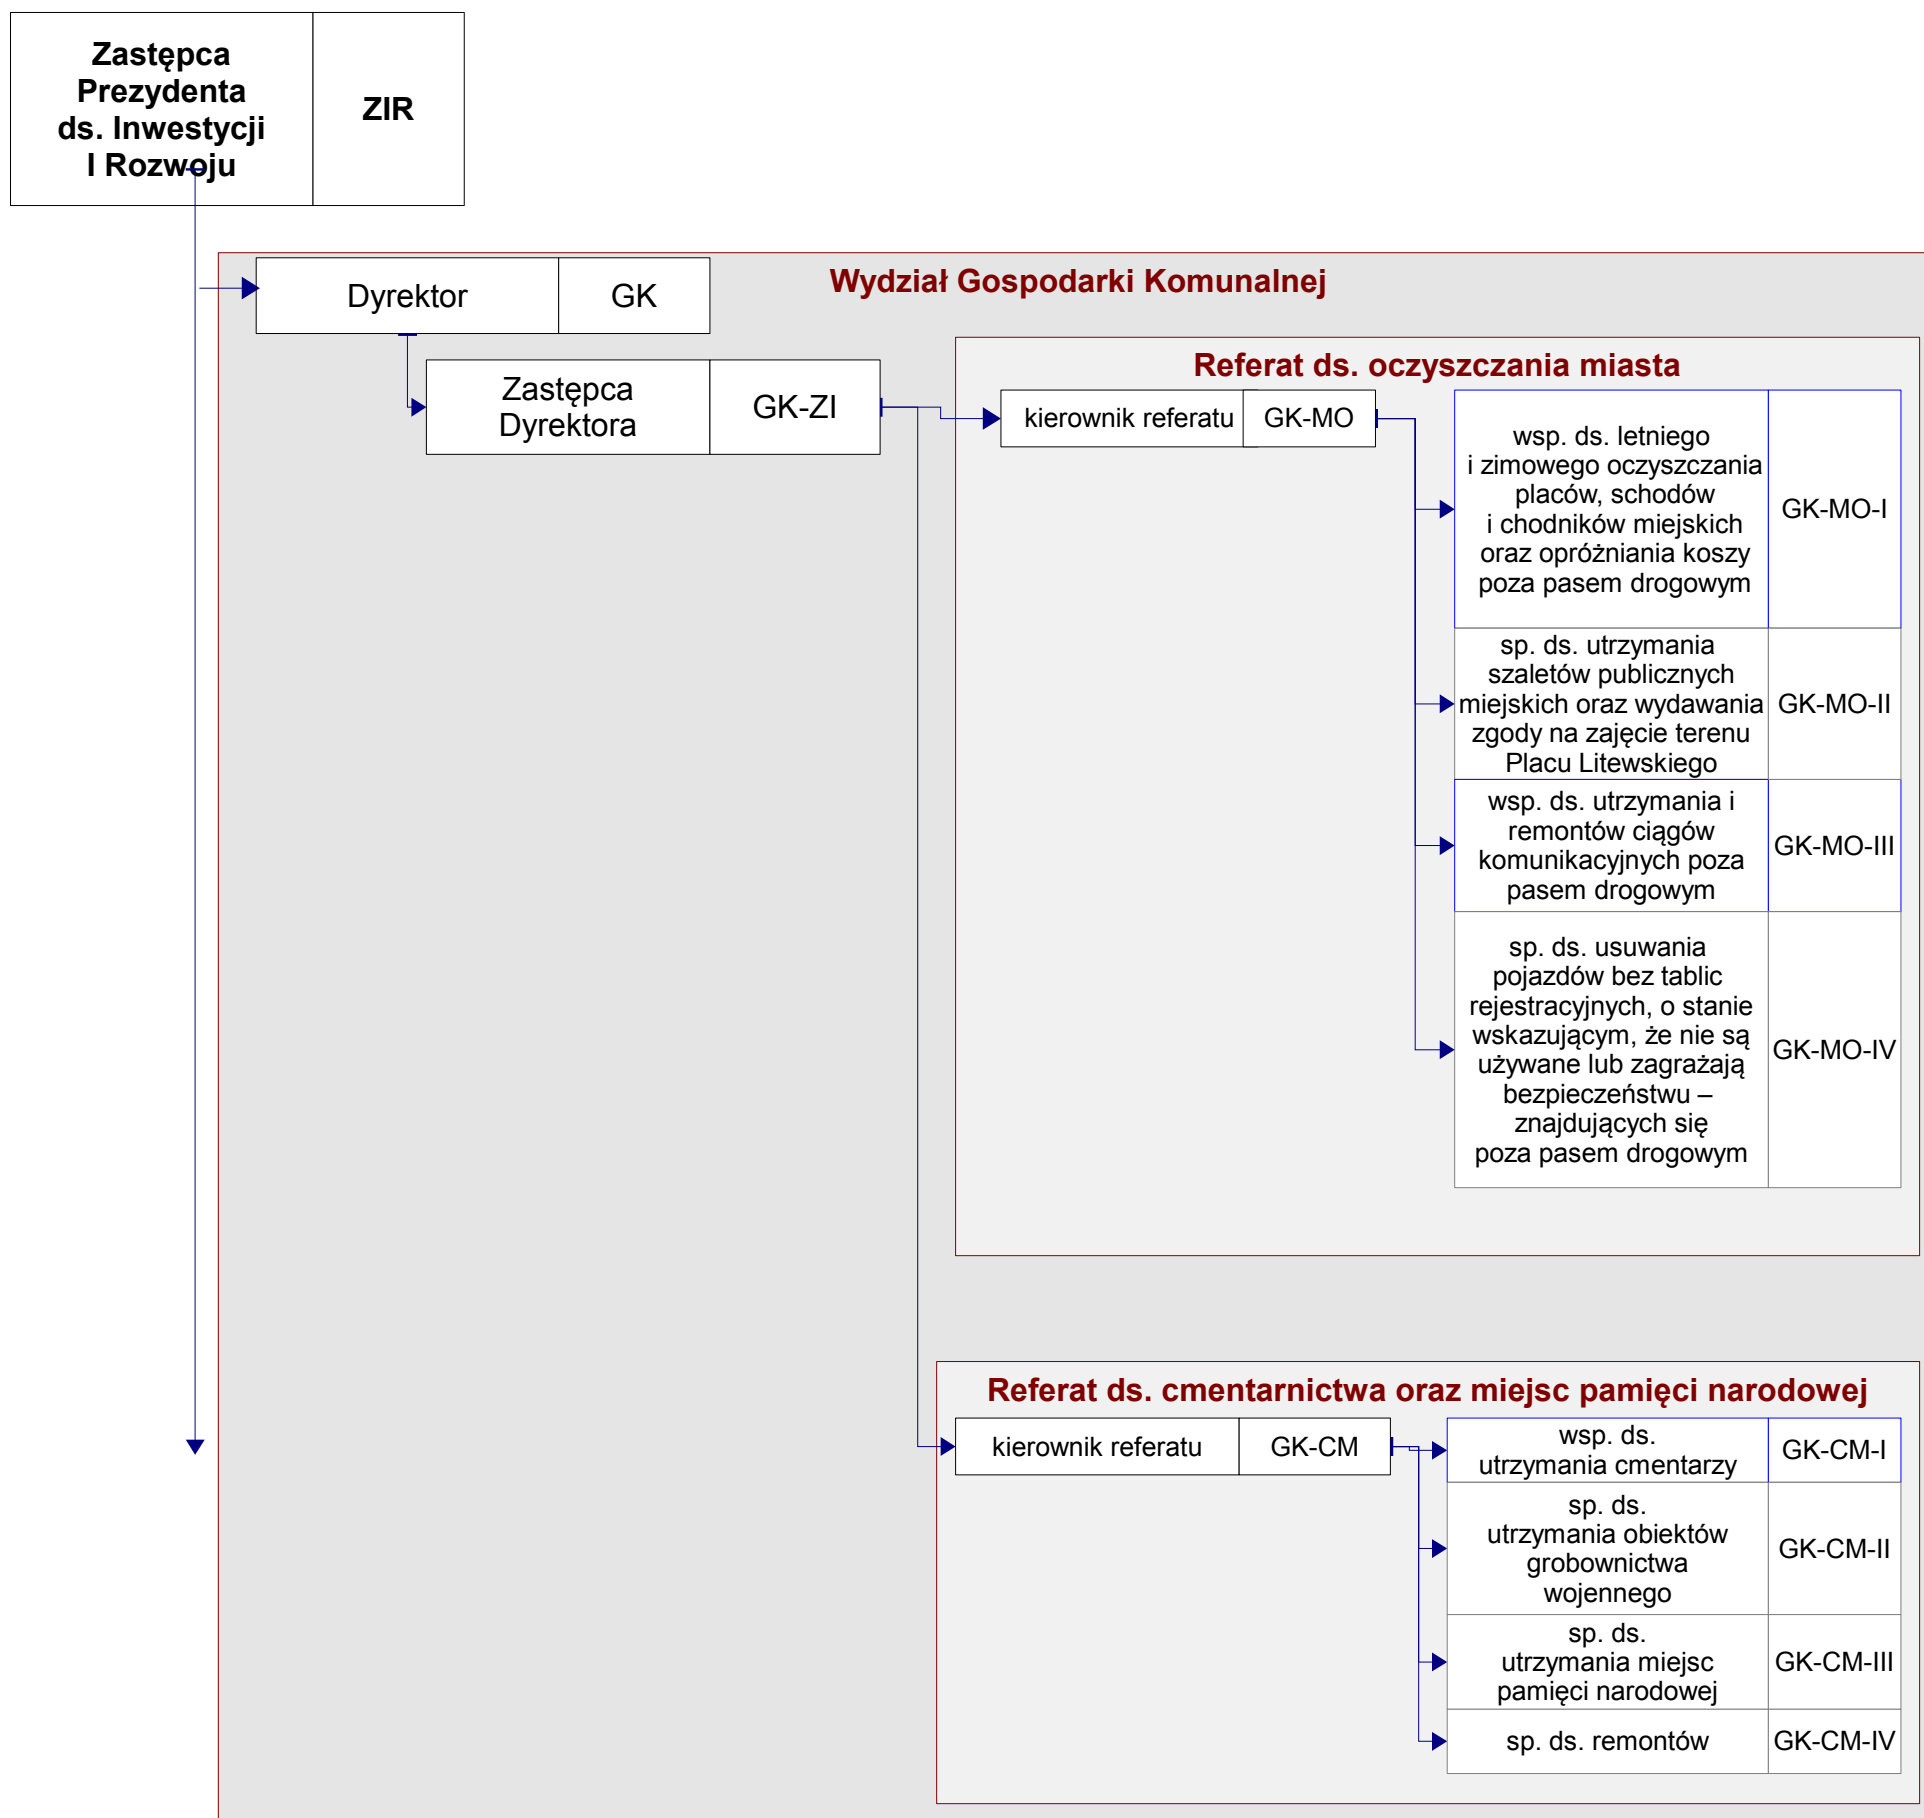 Zastępca
Prezydenta
ds. Inwestycji
I Rozwoju
ZIR
Wydział Gospodarki Komunalnej
Dyrektor
GK
Zastępca
Dyrektora
GK-ZI
Referat ds. oczyszczania miasta
kierownik referatu
GK-MO
wsp. ds. letniego
i zimowego oczyszczania
placów, schodów
i chodników miejskich
oraz opróżniania koszy
poza pasem drogowym
GK-MO-I
sp. ds. utrzymania
szaletów publicznych
miejskich oraz wydawania
zgody na zajęcie terenu
Placu Litewskiego
GK-MO-II
wsp. ds. utrzymania i
remontów ciągów
komunikacyjnych poza
pasem drogowym
GK-MO-III
sp. ds. usuwania
pojazdów bez tablic
rejestracyjnych, o stanie
wskazującym, że nie są
używane lub zagrażają
bezpieczeństwu –
znajdujących się
poza pasem drogowym
GK-MO-IV
Referat ds. cmentarnictwa oraz miejsc pamięci narodowej
kierownik referatu
GK-CM
wsp. ds.
utrzymania cmentarzy
GK-CM-I
sp. ds.
utrzymania obiektów
grobownictwa
wojennego
GK-CM-II
sp. ds.
utrzymania miejsc
pamięci narodowej
GK-CM-III
sp. ds. remontów
GK-CM-IV